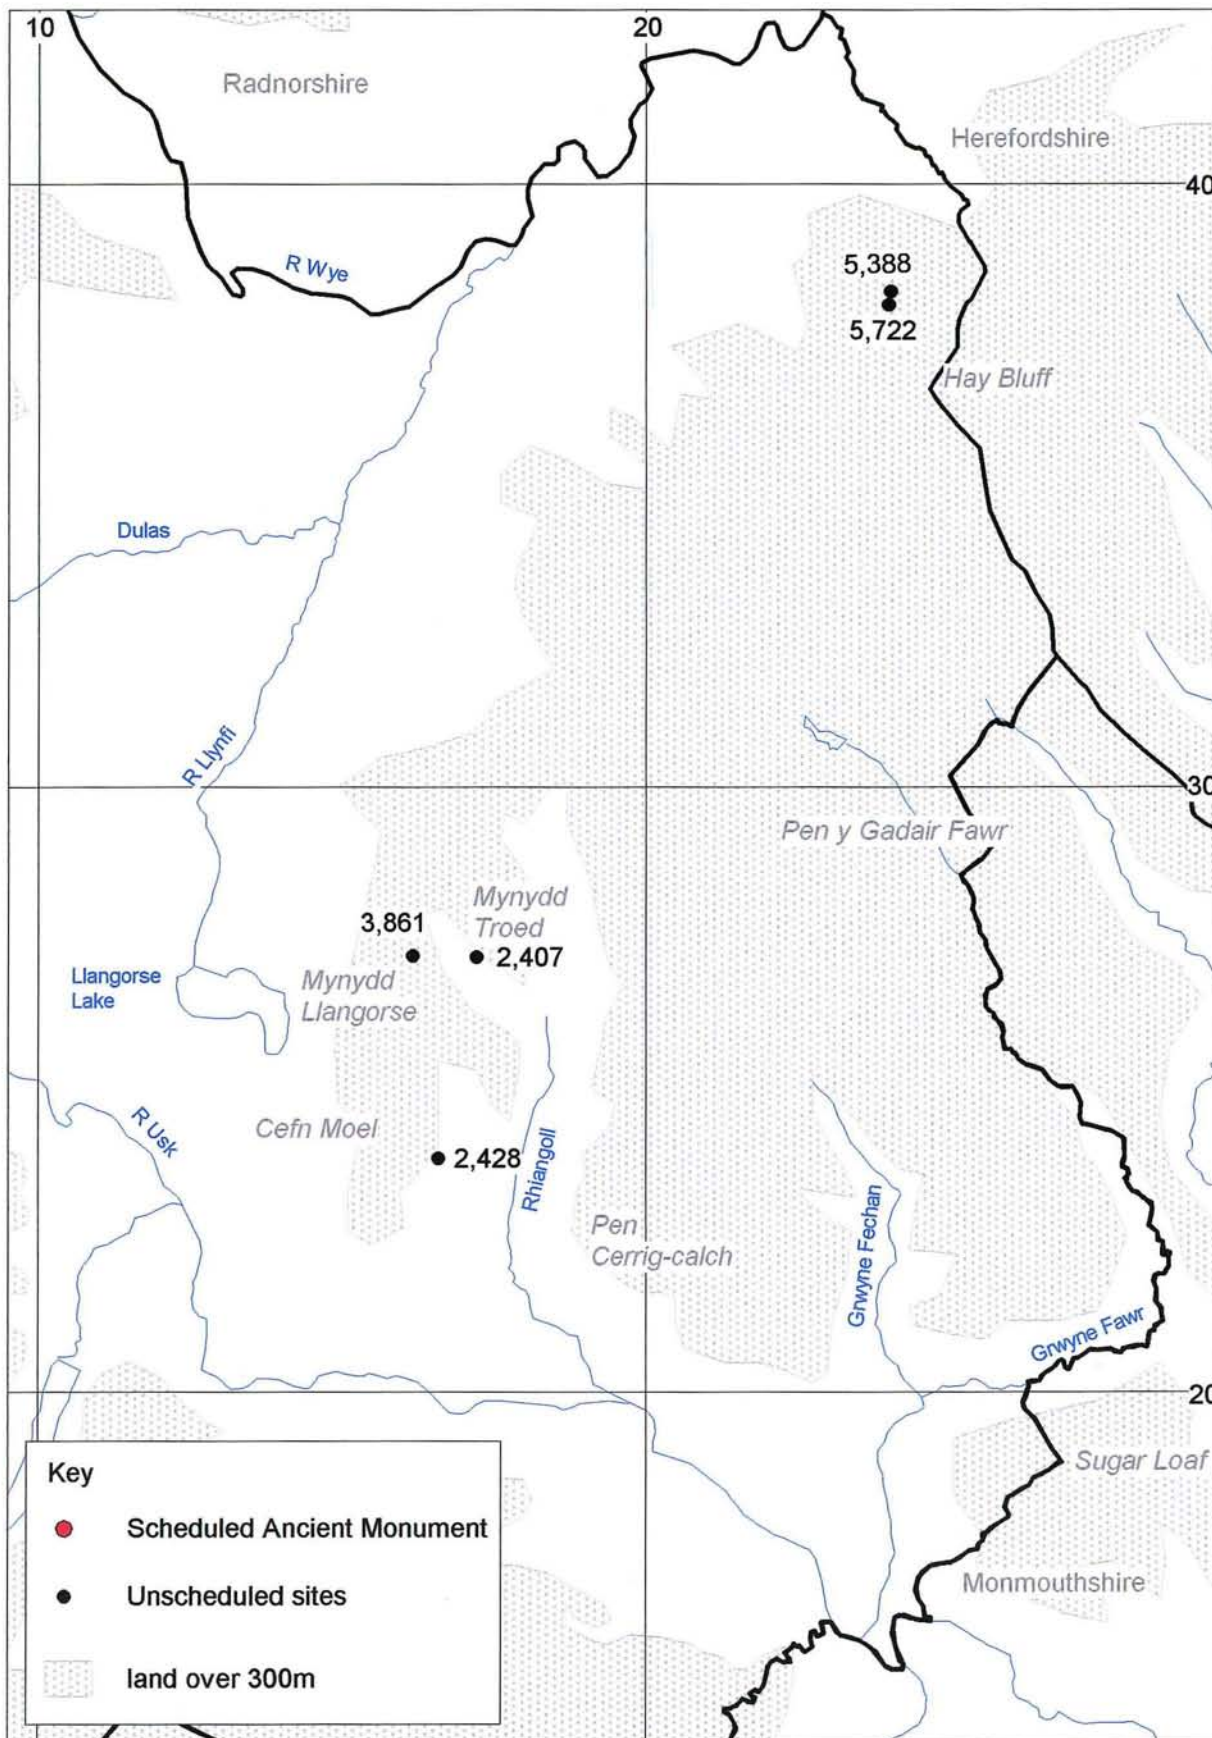 10
20
Radnorshire
Herefordshire
40
R Wye
5,388
5,722
Hay Bluff
Dulas
R Llynfi
30
Pen y Gadair Fawr
Mynydd
Troed
3,861
2,407
Llangorse
Lake
Mynydd
Llangorse
R Usk
Cefn Moel
2,428
Rhiangoll
Pen
Cerrig-calch
Grwyne Fechan
Grwyne Fawr
20
Sugar Loaf
Monmouthshire
Key
Scheduled Ancient Monument
Unscheduled sites
land over 300m